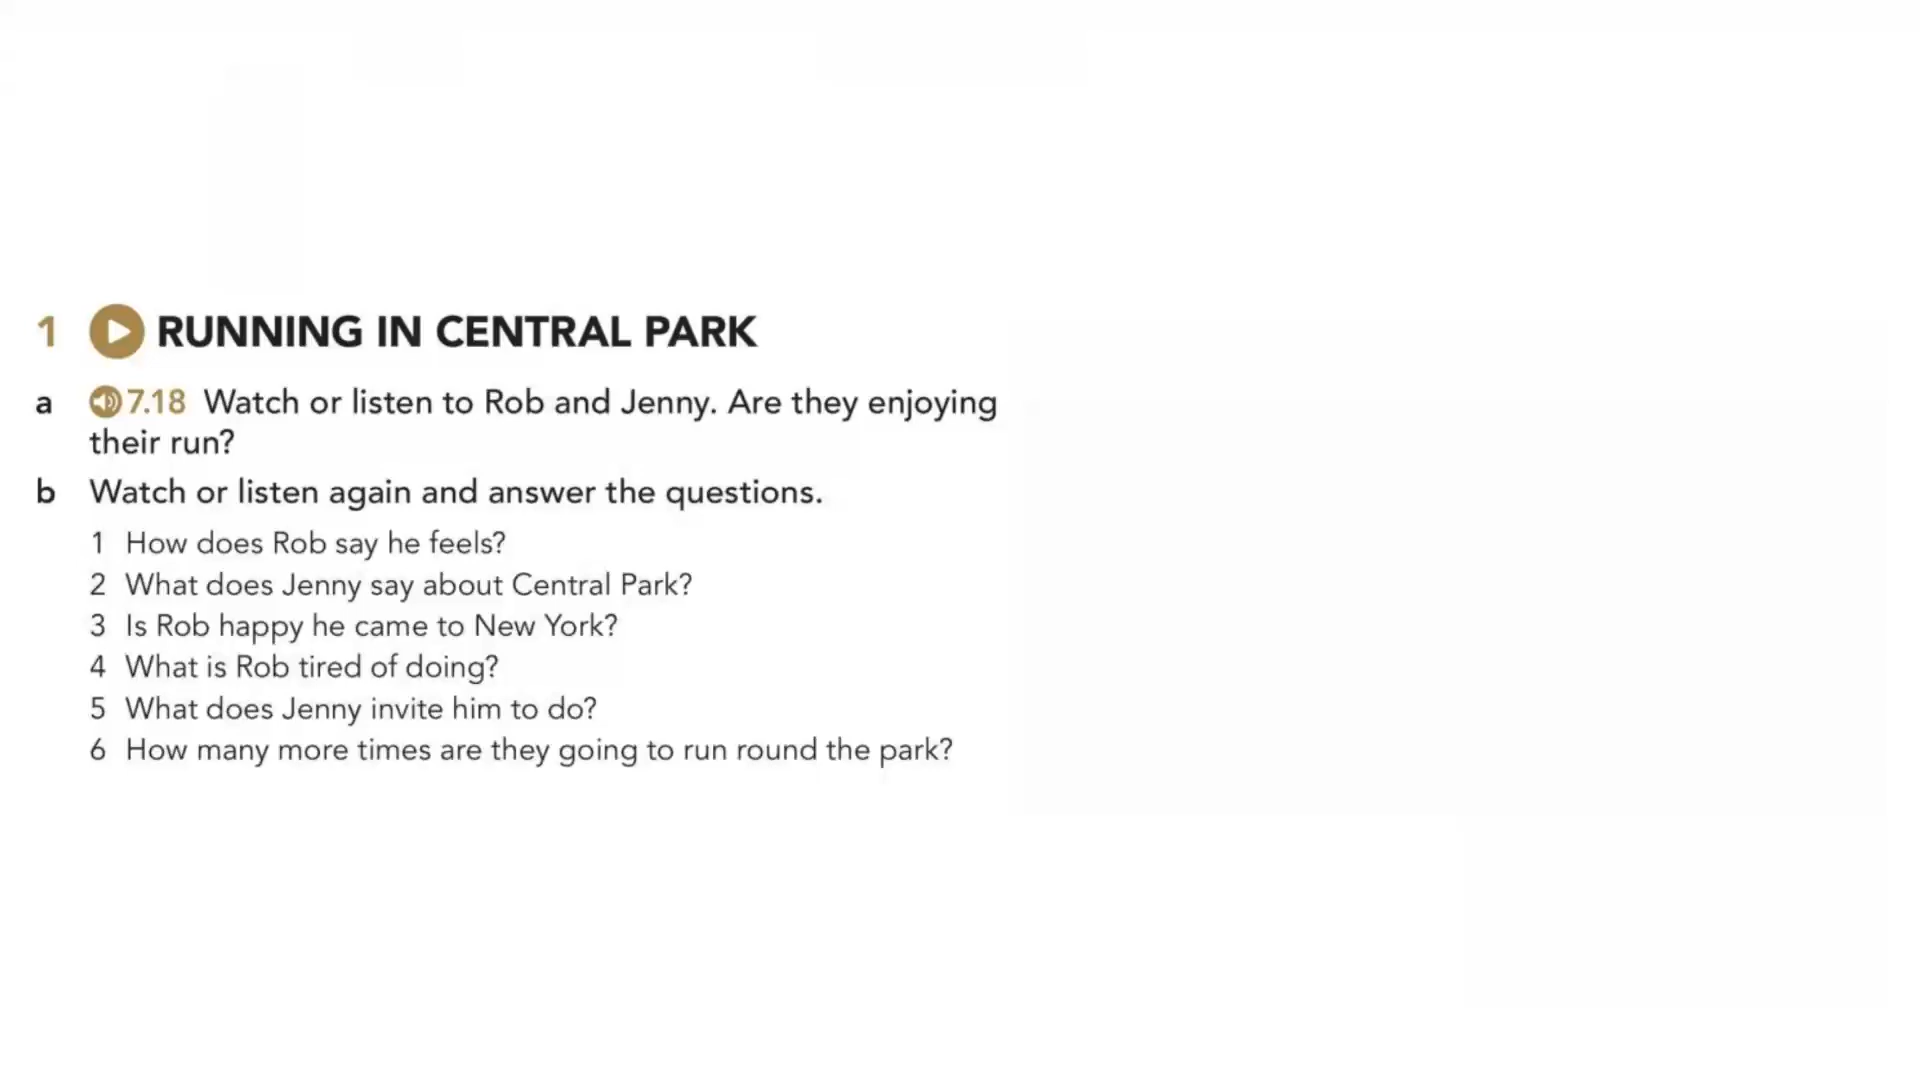 1 RUNNING IN CENTRAL PARK
a 7.18 Watch or listen to Rob and Jenny. Are they enjoying
their run?
b Watch or listen again and answer the questions.
1 How does Rob say he feels?
2 What does Jenny say about Central Park?
3 Is Rob happy he came to New York?
4 What is Rob tired of doing?
5 What does Jenny invite him to do?
6 How many more times are they going to run round the park?